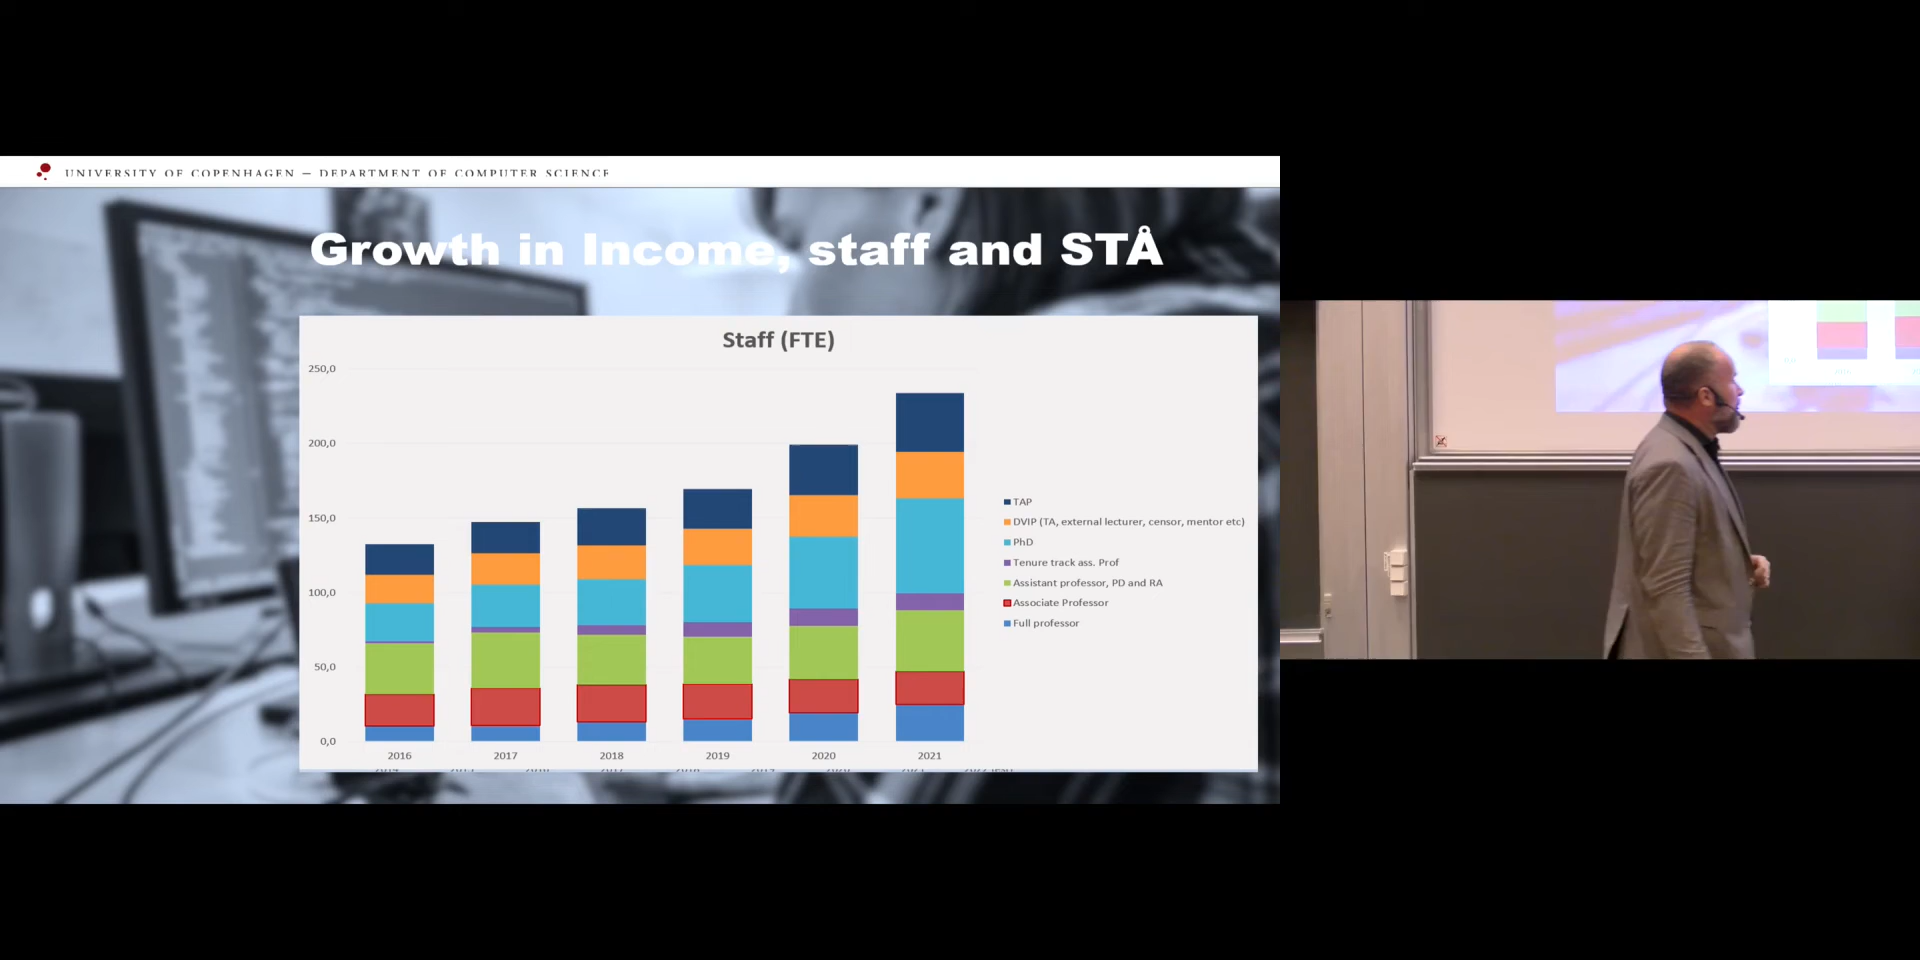 UNIVERSITY OF COPENHAGEN — DEPARTMENT OF COMPUTER SCIENCE
Growth in Income, staff and STÅ
Staff (FTE)
250,0
200,0
150,0
100,0
50,0
0,0
2016 2017 2018 2019 2020 2021
TAP
DVIP (TA, external lecturer, censor, mentor etc)
PhD
Tenure track ass. Prof
Assistant professor, PD and RA
Associate Professor
Full professor